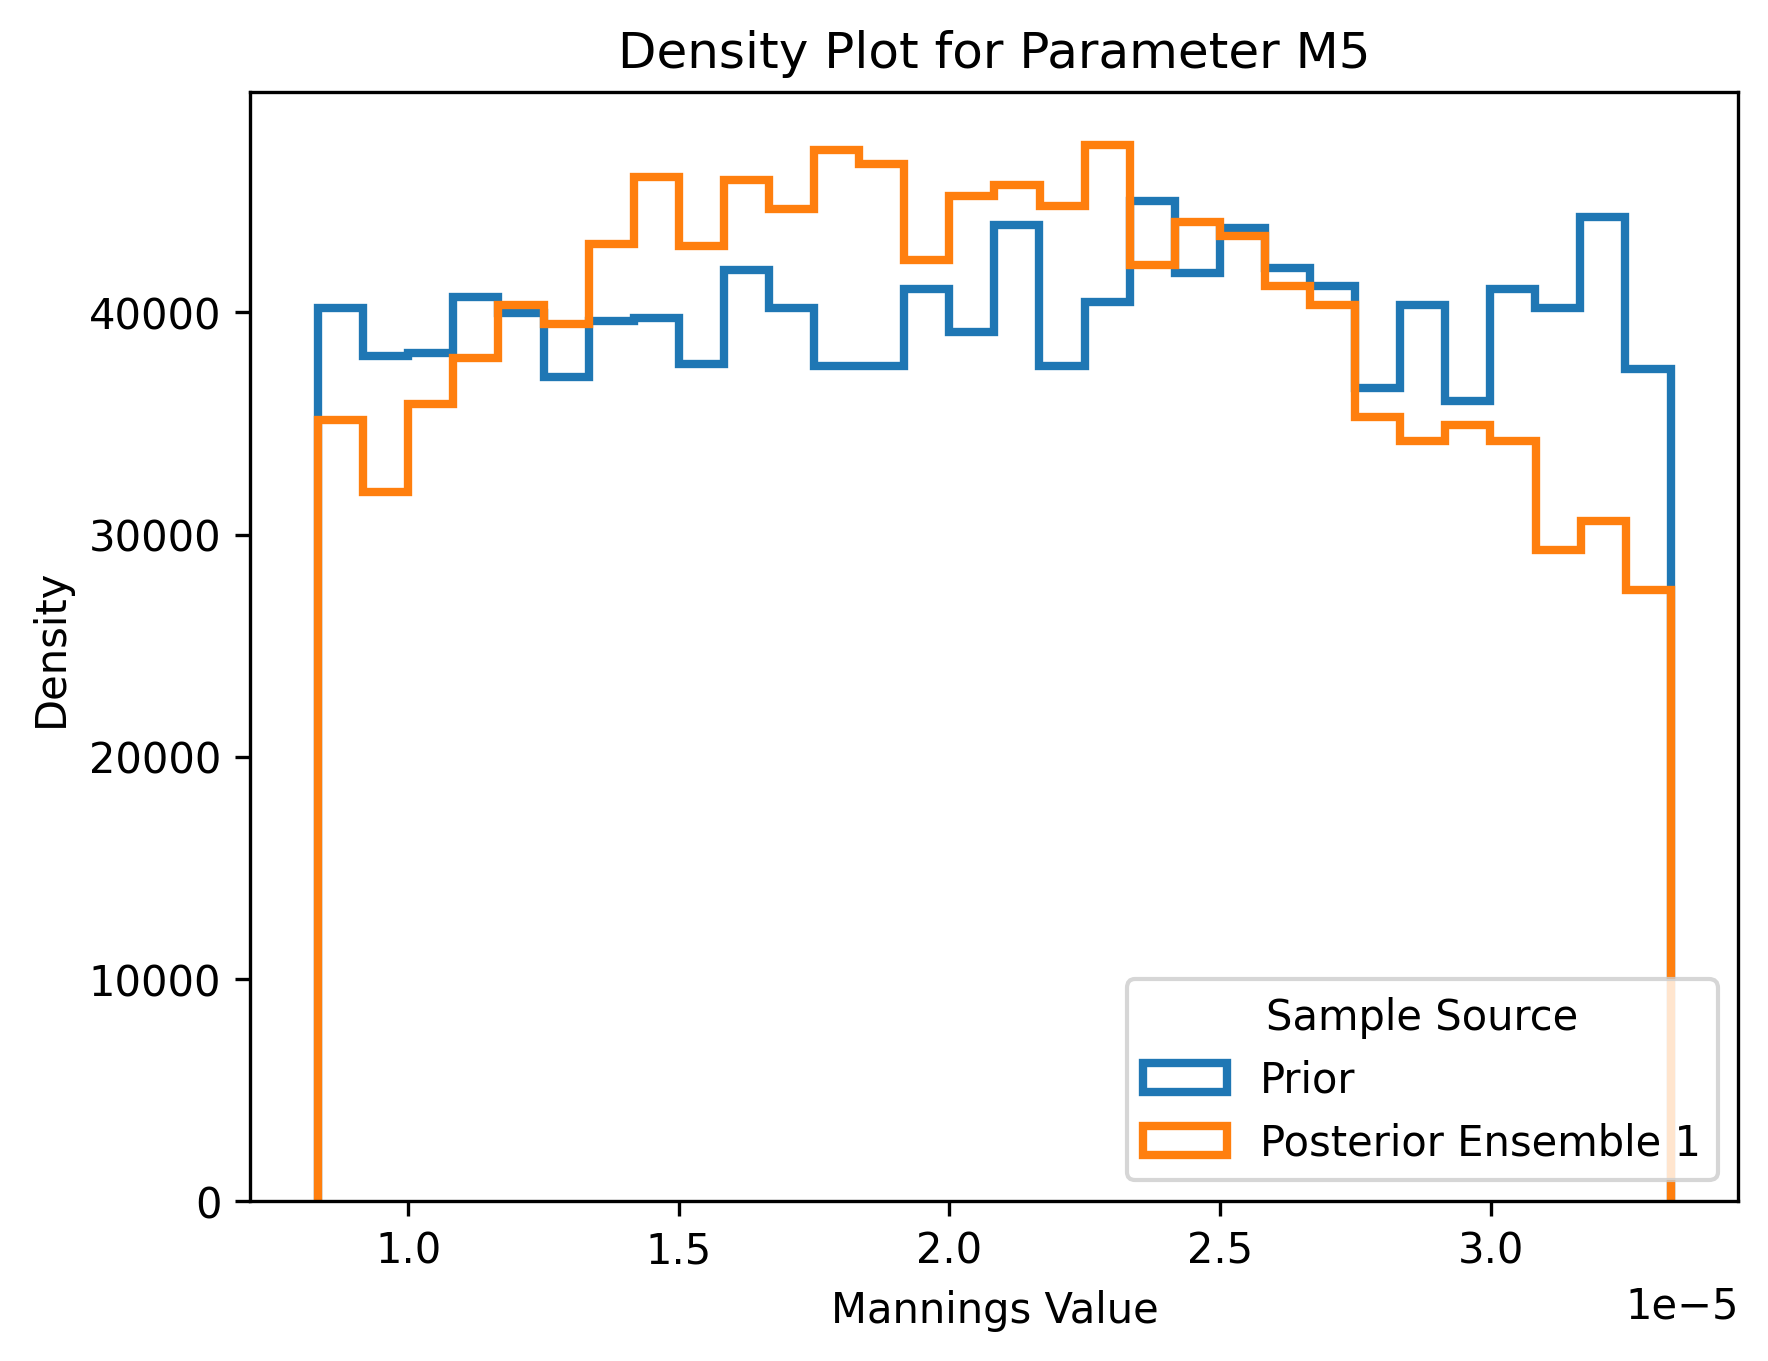 Density Plot for Parameter M5
Density
40000
30000
20000
10000
0
Sample Source
Prior
Posterior Ensemble 1
1.0 1.5 2.0 2.5 3.0
1e−5
Mannings Value